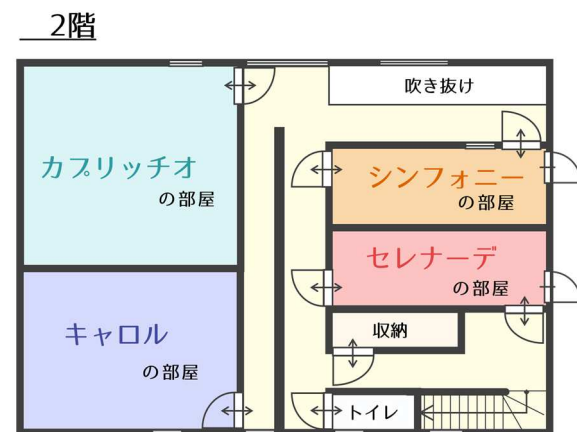 2階
吹き抜け
カプリッチオ
の部屋
シンフォニー
の部屋
セレナーデ
の部屋
キャロル
の部屋
収納
トイレ